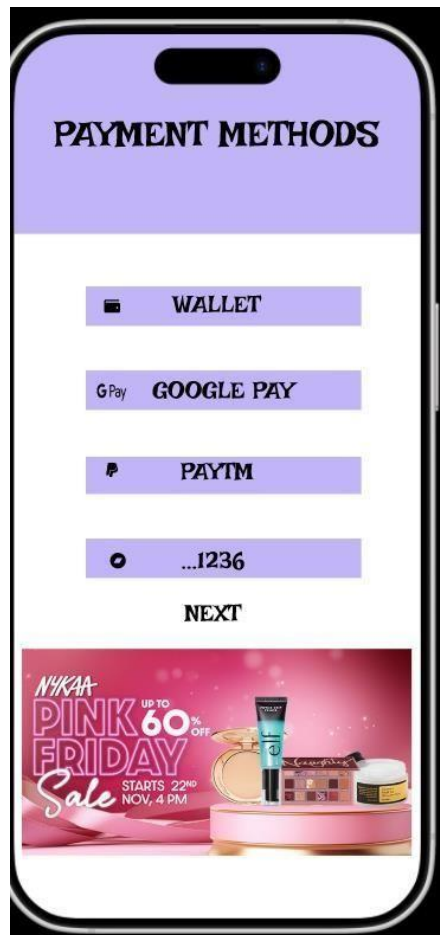 PAYMENT METHODS
WALLET
G Pay GOOGLE PAY
PAYTM
...1236
NEXT
NYKAA
PINK
FRIDAY
Sale
UP TO
60% OFF
STARTS 22ND
NOV, 4 PM
elf